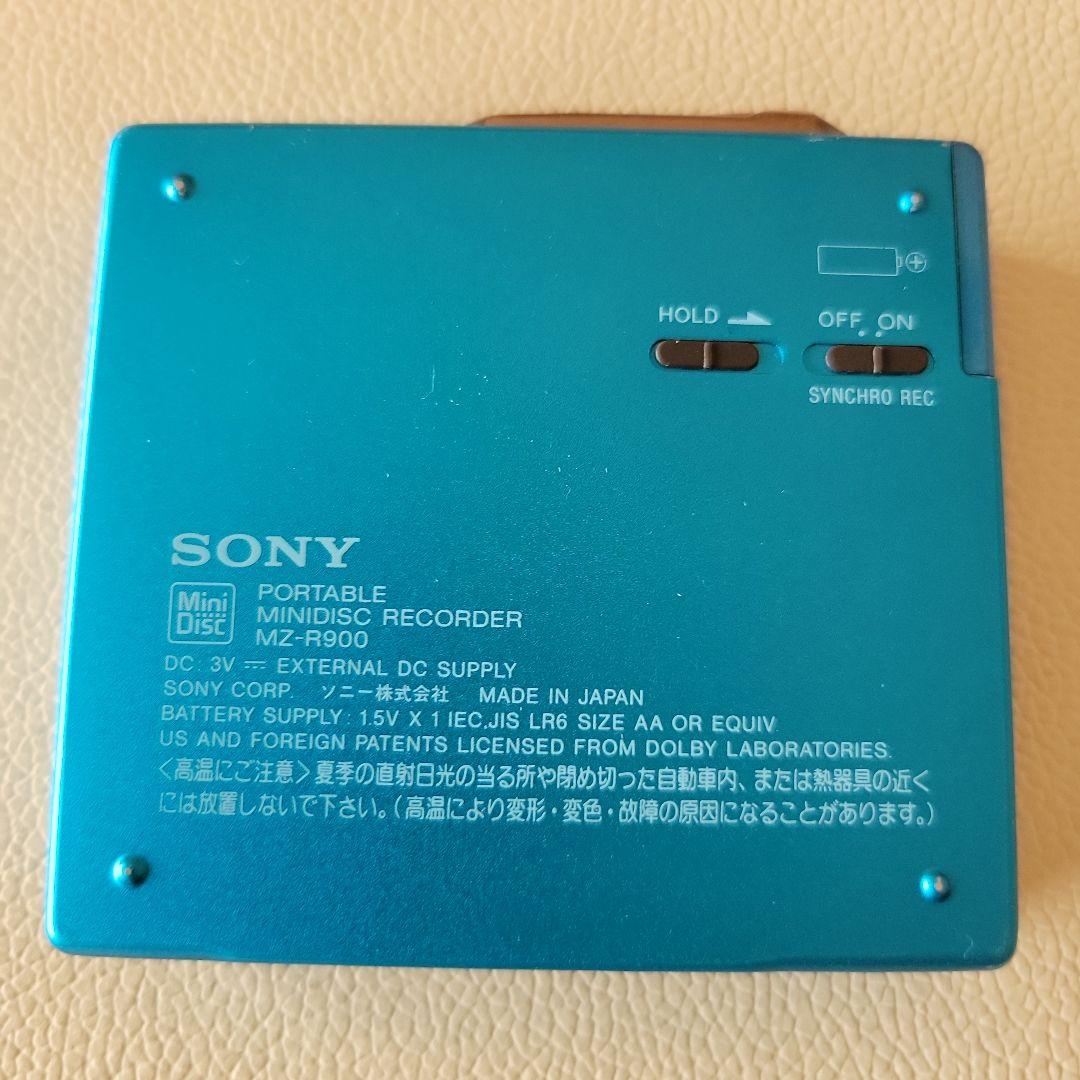 HOLD
OFF ON
SYNCHRO REC
SONY
Mini Disc
PORTABLE
MINIDISC RECORDER
MZ-R900
DC: 3V ⎓ EXTERNAL DC SUPPLY
SONY CORP. ソニー株式会社 MADE IN JAPAN
BATTERY SUPPLY: 1.5V X 1 IEC.JIS LR6 SIZE AA OR EQUIV.
US AND FOREIGN PATENTS LICENSED FROM DOLBY LABORATORIES.
<高温にご注意>夏季の直射日光の当る所や閉め切った自動車内、または熱器具の近く
には放置しないで下さい。(高温により変形・変色・故障の原因になることがあります。)